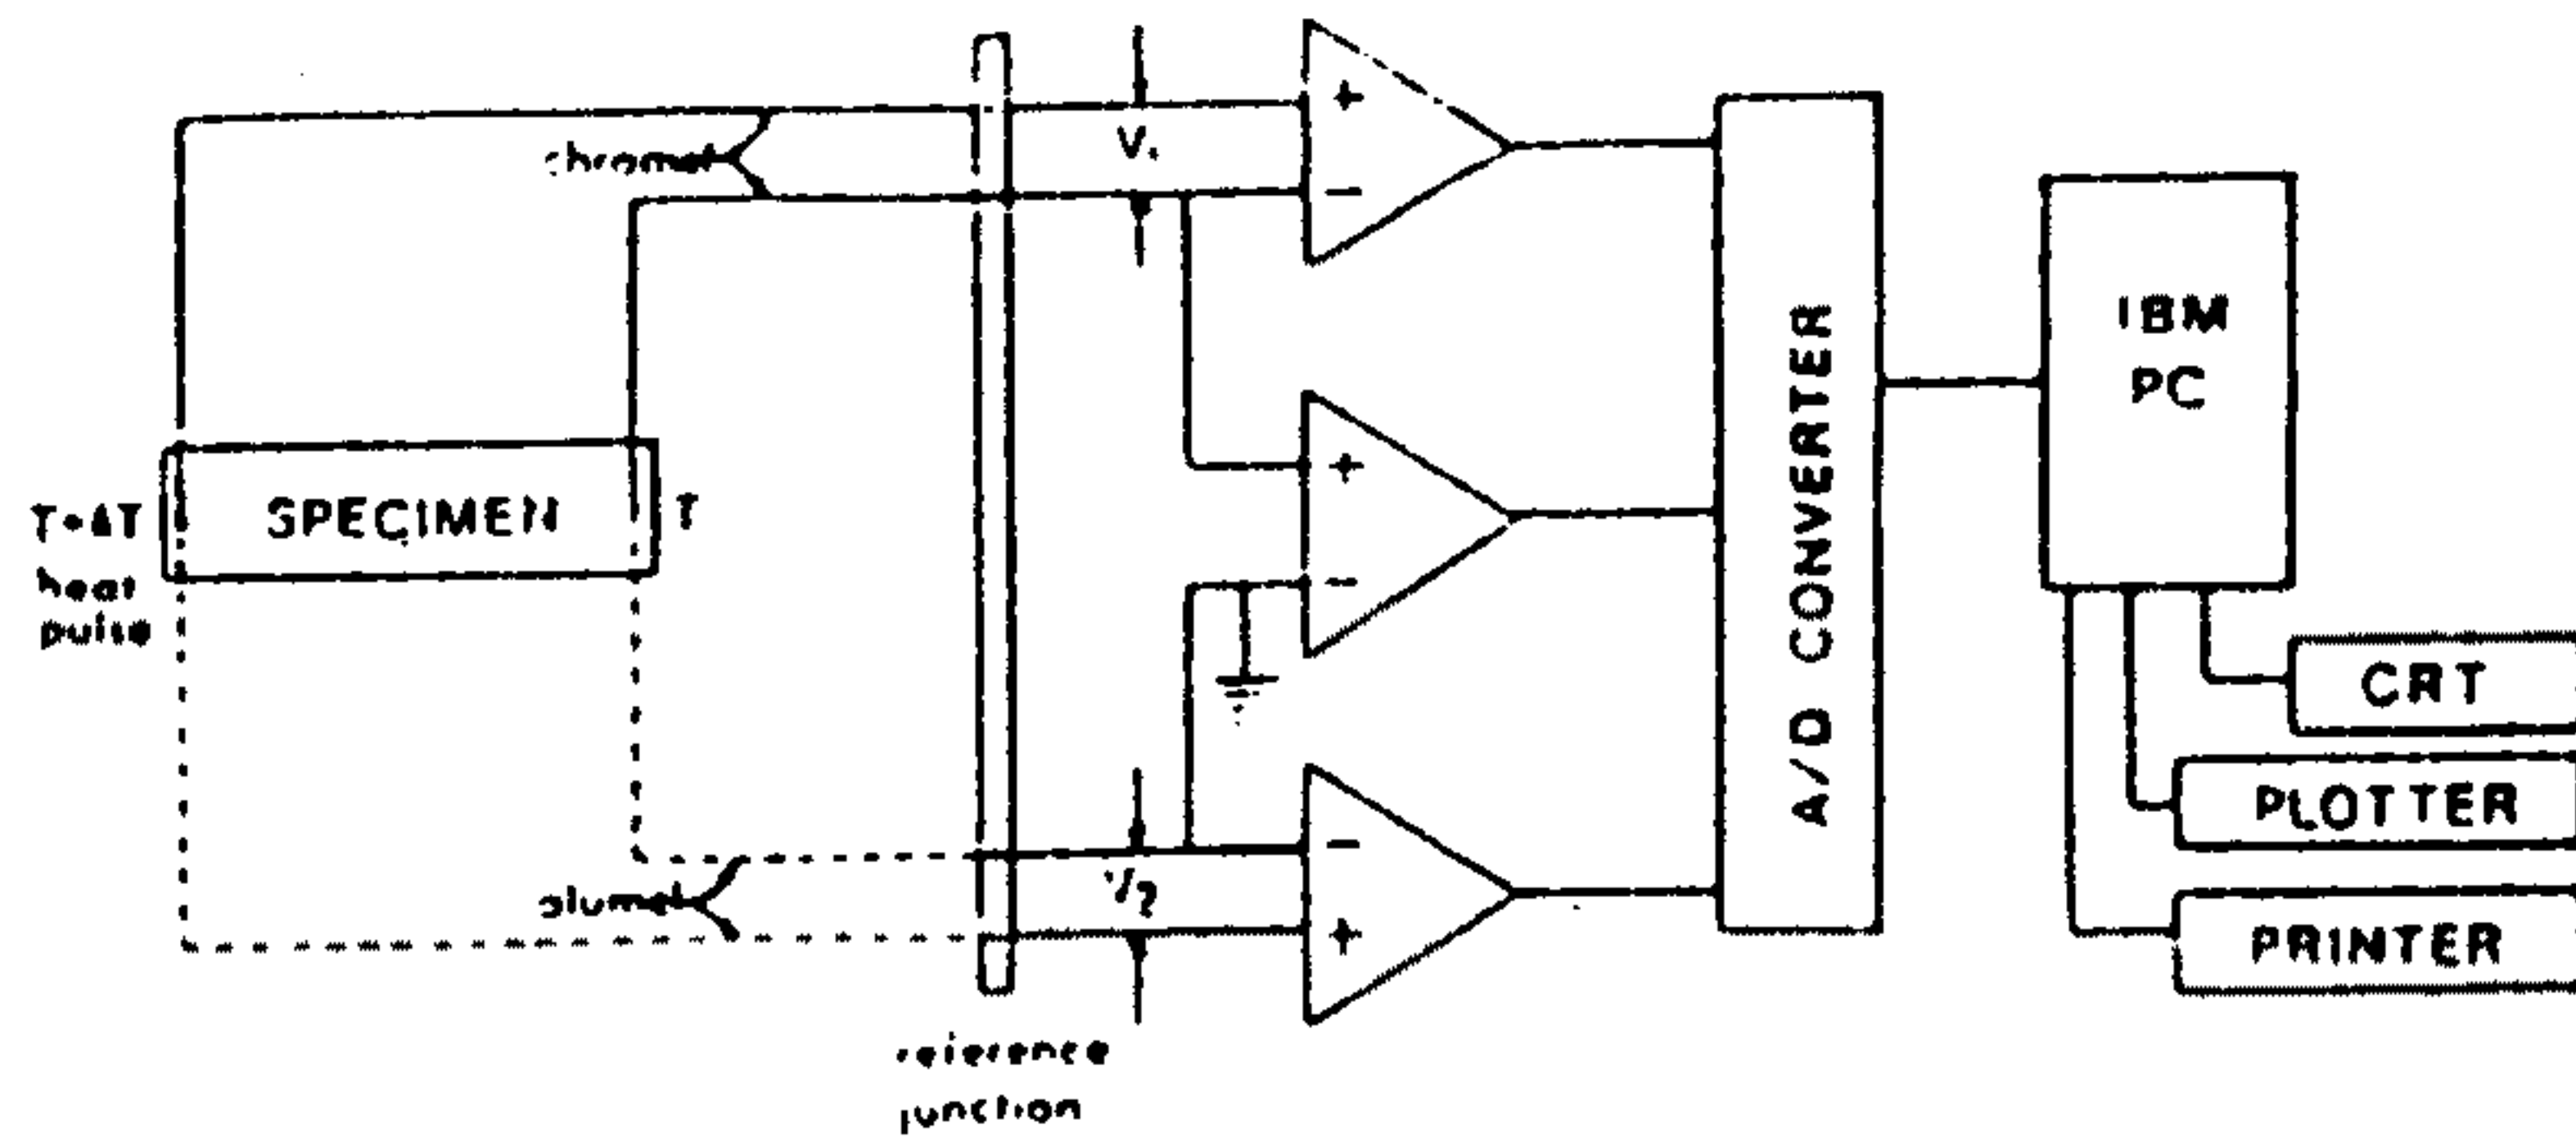 chromel
V₁
+
−
T+ΔT
SPECIMEN
T
heat
pulse
+
−
alumel
V₂
−
+
reference
junction
A/D CONVERTER
IBM
PC
CRT
PLOTTER
PRINTER